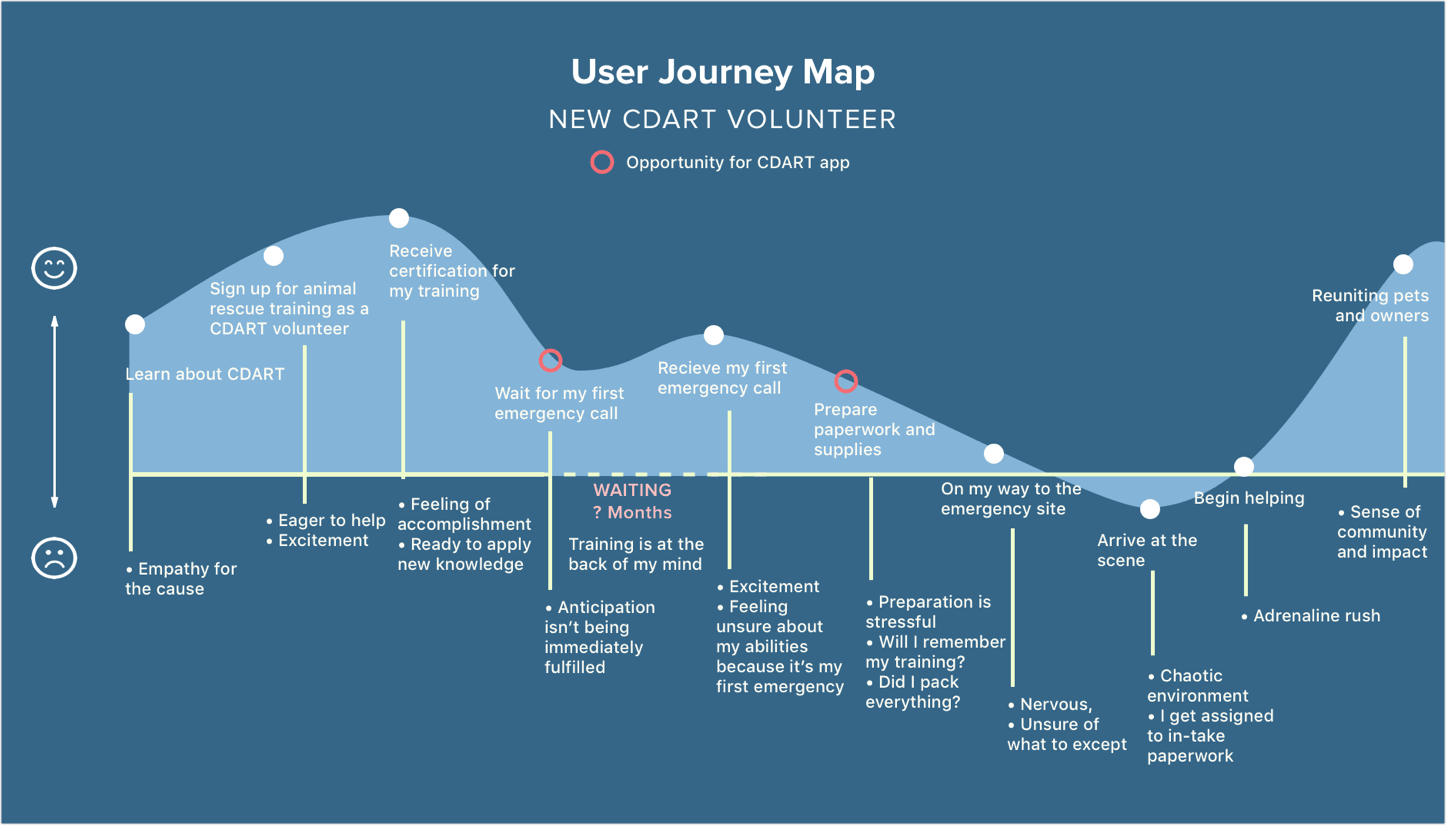 User Journey Map
NEW CDART VOLUNTEER
Opportunity for CDART app
Learn about CDART
• Empathy for
the cause
Sign up for animal
rescue training as a
CDART volunteer
• Eager to help
• Excitement
Receive
certification for
my training
• Feeling of
accomplishment
• Ready to apply
new knowledge
Wait for my first
emergency call
• Anticipation
isn't being
immediately
fulfilled
WAITING
? Months
Training is at the
back of my mind
Recieve my first
emergency call
• Excitement
• Feeling
unsure about
my abilities
because it's my
first emergency
Prepare
paperwork and
supplies
• Preparation is
stressful
• Will I remember
my training?
• Did I pack
everything?
On my way to the
emergency site
• Nervous,
• Unsure of
what to except
Arrive at the
scene
• Chaotic
environment
• I get assigned
to in-take
paperwork
Begin helping
• Adrenaline rush
Reuniting pets
and owners
• Sense of
community
and impact